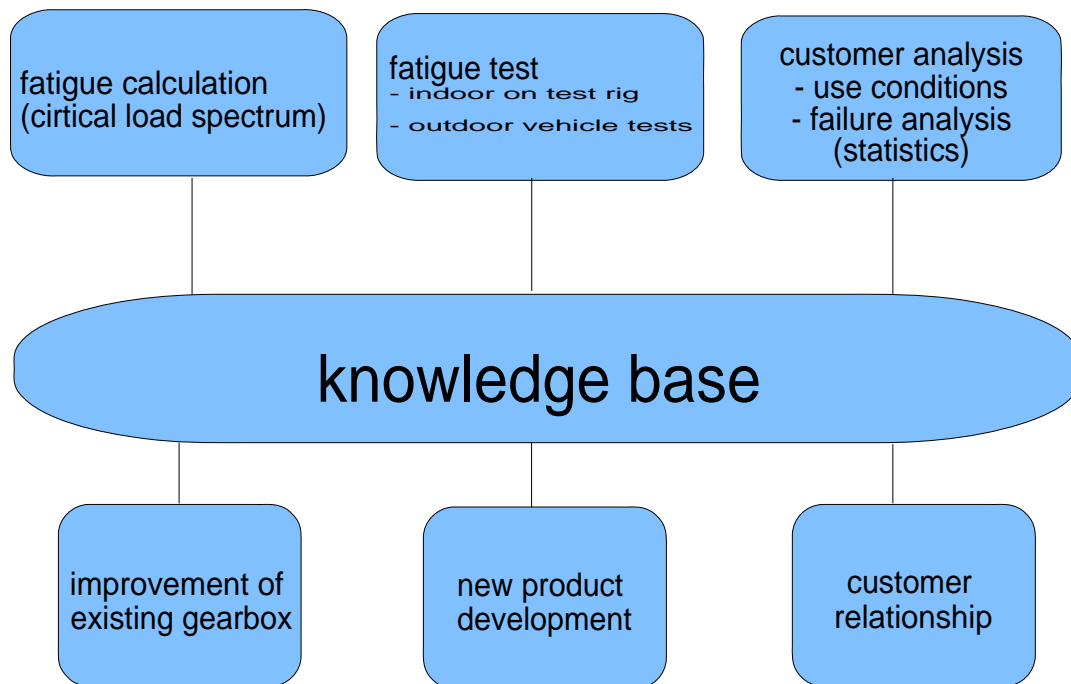 fatigue calculation
(cirtical load spectrum)
fatigue test
- indoor on test rig
- outdoor vehicle tests
customer analysis
- use conditions
- failure analysis
(statistics)
knowledge base
improvement of
existing gearbox
new product
development
customer
relationship